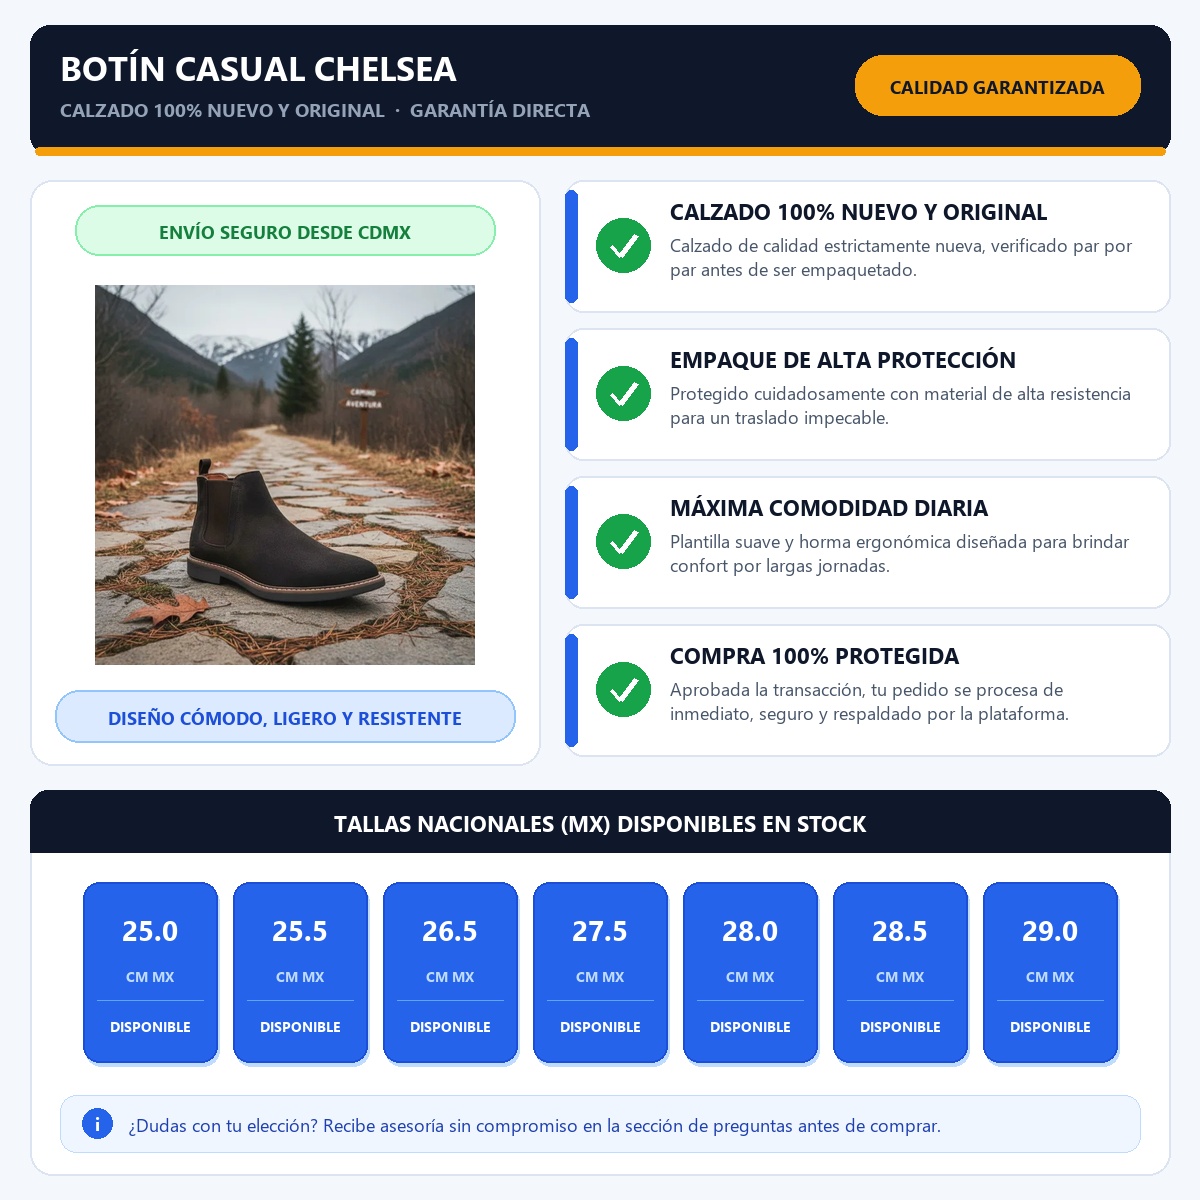 BOTÍN CASUAL CHELSEA
CALZADO 100% NUEVO Y ORIGINAL · GARANTÍA DIRECTA
CALIDAD GARANTIZADA
ENVÍO SEGURO DESDE CDMX
CAMINO
AVENTURA
DISEÑO CÓMODO, LIGERO Y RESISTENTE
CALZADO 100% NUEVO Y ORIGINAL
Calzado de calidad estrictamente nueva, verificado par por
par antes de ser empaquetado.
EMPAQUE DE ALTA PROTECCIÓN
Protegido cuidadosamente con material de alta resistencia
para un traslado impecable.
MÁXIMA COMODIDAD DIARIA
Plantilla suave y horma ergonómica diseñada para brindar
confort por largas jornadas.
COMPRA 100% PROTEGIDA
Aprobada la transacción, tu pedido se procesa de
inmediato, seguro y respaldado por la plataforma.
TALLAS NACIONALES (MX) DISPONIBLES EN STOCK
25.0
CM MX
DISPONIBLE
25.5
CM MX
DISPONIBLE
26.5
CM MX
DISPONIBLE
27.5
CM MX
DISPONIBLE
28.0
CM MX
DISPONIBLE
28.5
CM MX
DISPONIBLE
29.0
CM MX
DISPONIBLE
¿Dudas con tu elección? Recibe asesoría sin compromiso en la sección de preguntas antes de comprar.